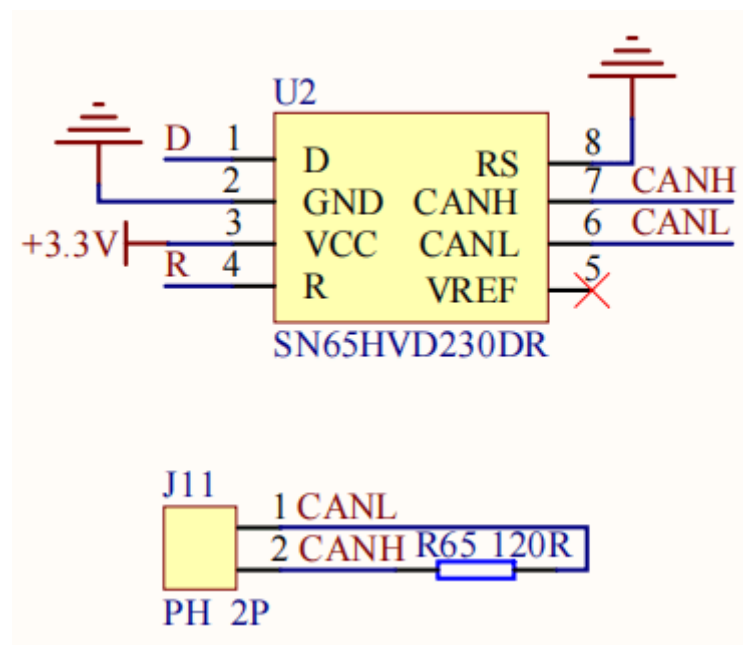 U2
D 1 D RS 8
2 GND CANH 7 CANH
+3.3V 3 VCC CANL 6 CANL
R 4 R VREF 5
SN65HVD230DR
J11
1 CANL
2 CANH R65 120R
PH 2P